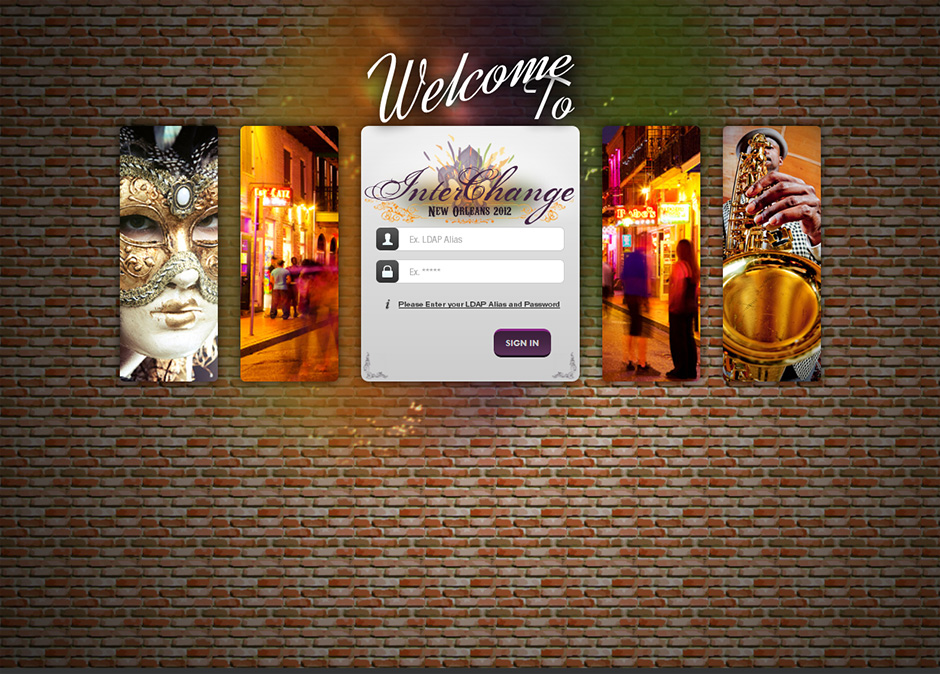 Welcome
To
InterChange
New Orleans 2012
Ex. LDAP Alias
Ex. *****
i Please Enter your LDAP Alias and Password
SIGN IN